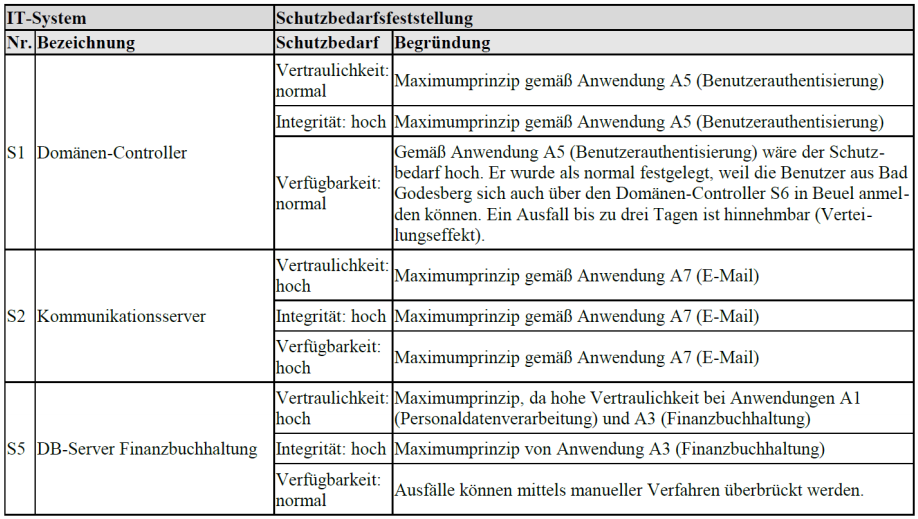 IT-System Schutzbedarfsfeststellung
Nr. Bezeichnung Schutzbedarf Begründung
S1 Domänen-Controller
Vertraulichkeit:
normal
Maximumprinzip gemäß Anwendung A5 (Benutzerauthentisierung)
Integrität: hoch Maximumprinzip gemäß Anwendung A5 (Benutzerauthentisierung)
Verfügbarkeit:
normal
Gemäß Anwendung A5 (Benutzerauthentisierung) wäre der Schutz-
bedarf hoch. Er wurde als normal festgelegt, weil die Benutzer aus Bad
Godesberg sich auch über den Domänen-Controller S6 in Beuel anmel-
den können. Ein Ausfall bis zu drei Tagen ist hinnehmbar (Vertei-
lungseffekt).
S2 Kommunikationsserver
Vertraulichkeit:
hoch
Maximumprinzip gemäß Anwendung A7 (E-Mail)
Integrität: hoch Maximumprinzip gemäß Anwendung A7 (E-Mail)
Verfügbarkeit:
hoch
Maximumprinzip gemäß Anwendung A7 (E-Mail)
S5 DB-Server Finanzbuchhaltung
Vertraulichkeit:
hoch
Maximumprinzip, da hohe Vertraulichkeit bei Anwendungen A1
(Personaldatenverarbeitung) und A3 (Finanzbuchhaltung)
Integrität: hoch Maximumprinzip von Anwendung A3 (Finanzbuchhaltung)
Verfügbarkeit:
normal
Ausfälle können mittels manueller Verfahren überbrückt werden.